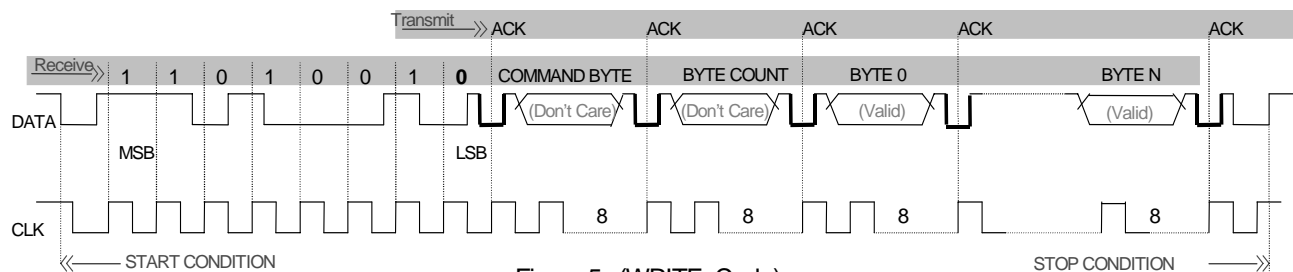 Transmit ACK ACK ACK ACK ACK
Receive 1 1 0 1 0 0 1 0 COMMAND BYTE BYTE COUNT BYTE 0 BYTE N
DATA (Don't Care) (Don't Care) (Valid) (Valid)
MSB LSB
CLK 8 8 8 8
START CONDITION STOP CONDITION